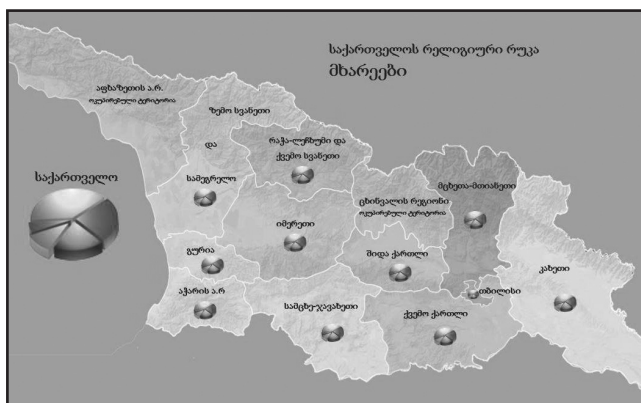 საქართველოს რელიგიური რუკა
მხარეები
აფხაზეთის ა.რ.
ოკუპირებული ტერიტორია
ზემო სვანეთი
და
სამეგრელო
რაჭა-ლეჩხუმი და
ქვემო სვანეთი
მცხეთა-მთიანეთი
საქართველო
ცხინვალის რეგიონი
ოკუპირებული ტერიტორია
იმერეთი
გურია
შიდა ქართლი
კახეთი
აჭარის ა.რ
თბილისი
სამცხე-ჯავახეთი
ქვემო ქართლი